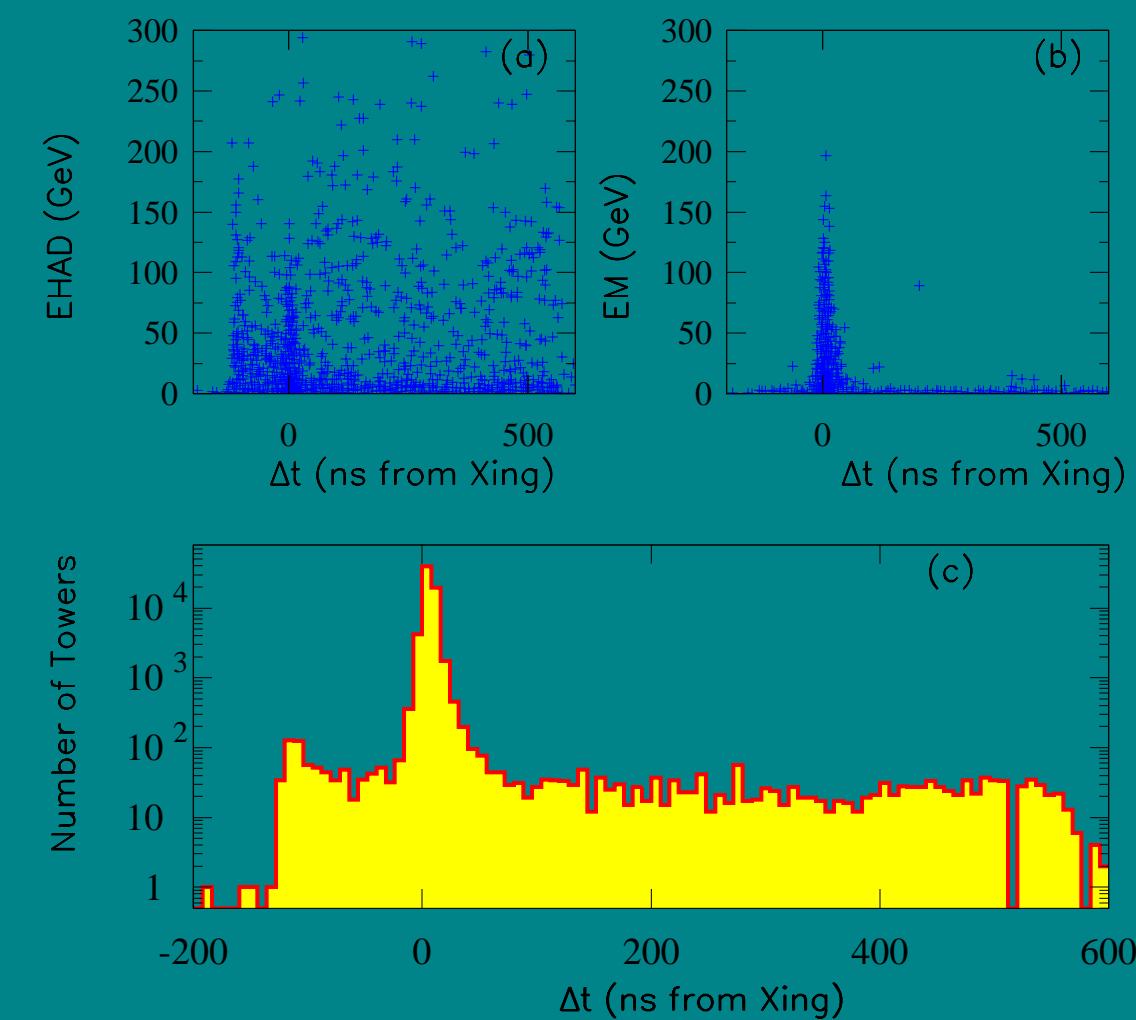 300
250
200
150
100
50
0
EHAD (GeV)
(a)
0 500
Δt (ns from Xing)
300
250
200
150
100
50
0
EM (GeV)
(b)
0 500
Δt (ns from Xing)
Number of Towers
10^4
10^3
10^2
10
1
(c)
-200 0 200 400 600
Δt (ns from Xing)